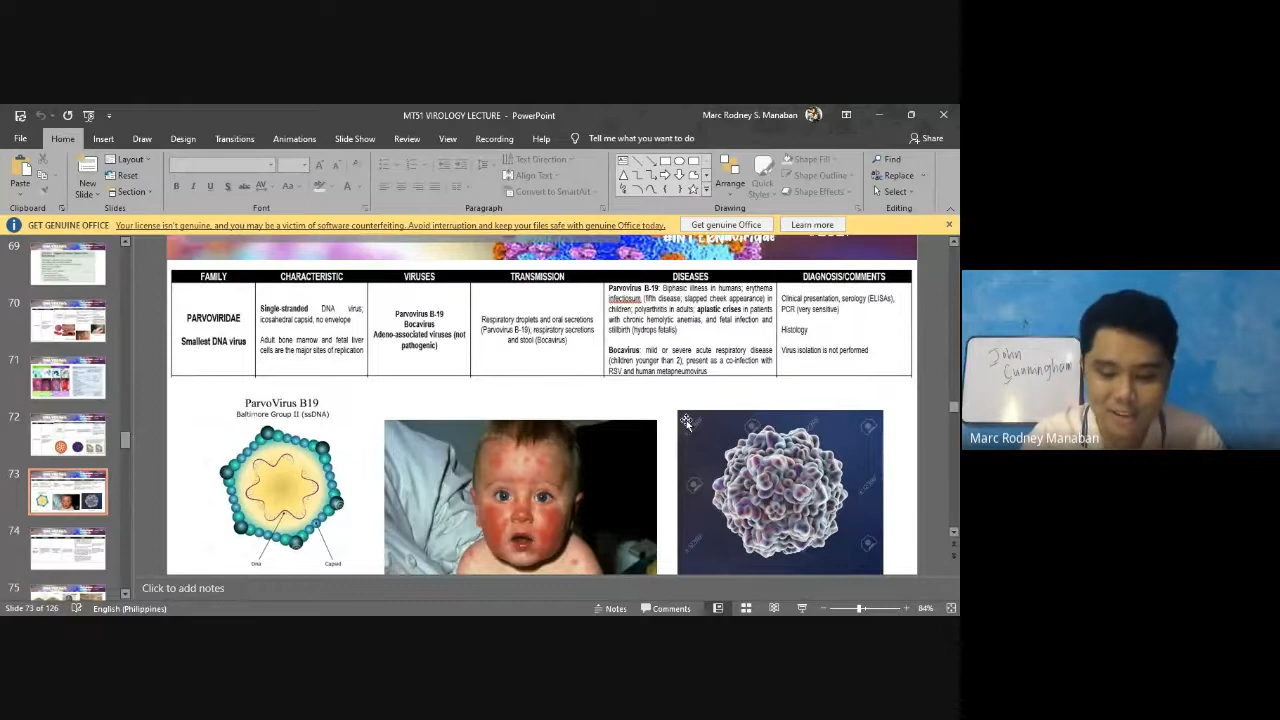 MT51 VIROLOGY LECTURE - PowerPoint
Marc Rodney S. Manaban
File Home Insert Draw Design Transitions Animations Slide Show Review View Recording Help Tell me what you want to do
Share
Paste
New
Slide
Layout
Reset
Section
Text Direction
Align Text
Convert to SmartArt
Arrange
Quick
Styles
Shape Fill
Shape Outline
Shape Effects
Find
Replace
Select
Clipboard Slides Font Paragraph Drawing Editing
GET GENUINE OFFICE Your license isn't genuine, and you may be a victim of software counterfeiting. Avoid interruption and keep your files safe with genuine Office today. Get genuine Office Learn more
69
70
71
72
73
74
75
FAMILY CHARACTERISTIC VIRUSES TRANSMISSION DISEASES DIAGNOSIS/COMMENTS
PARVOVIRIDAE
Smallest DNA virus
Single-stranded DNA virus;
icosahedral capsid, no envelope
Adult bone marrow and fetal liver
cells are the major sites of replication
Parvovirus B-19
Bocavirus
Adeno-associated viruses (not
pathogenic)
Respiratory droplets and oral secretions
(Parvovirus B-19), respiratory secretions
and stool (Bocavirus)
Parvovirus B-19: Biphasic illness in humans; erythema
infectiosum (fifth disease; slapped cheek appearance) in
children; polyarthritis in adults; aplastic crises in patients
with chronic hemolytic anemias, and fetal infection and
stillbirth (hydrops fetalis)
Bocavirus: mild or severe acute respiratory disease
(children younger than 2); present as a co-infection with
RSV and human metapneumovirus
Clinical presentation, serology (ELISAs),
PCR (very sensitive)
Histology
Virus isolation is not performed
ParvoVirus B19
Baltimore Group II (ssDNA)
Dna
Capsid
Click to add notes
Slide 73 of 126 English (Philippines) Notes Comments 84%
John
Cunningham
Marc Rodney Manaban